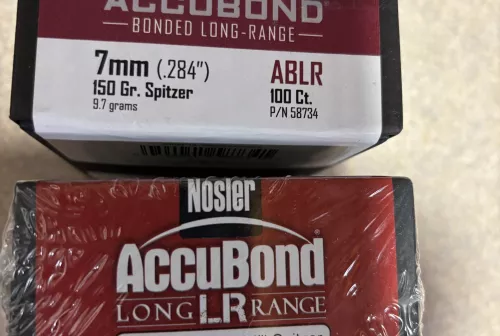 ACCUBOND®
BONDED LONG-RANGE
7mm (.284")
150 Gr. Spitzer
9.7 grams
ABLR
100 Ct.
P/N 58734
Nosler
AccuBond®
LONG LR RANGE
Spitzer